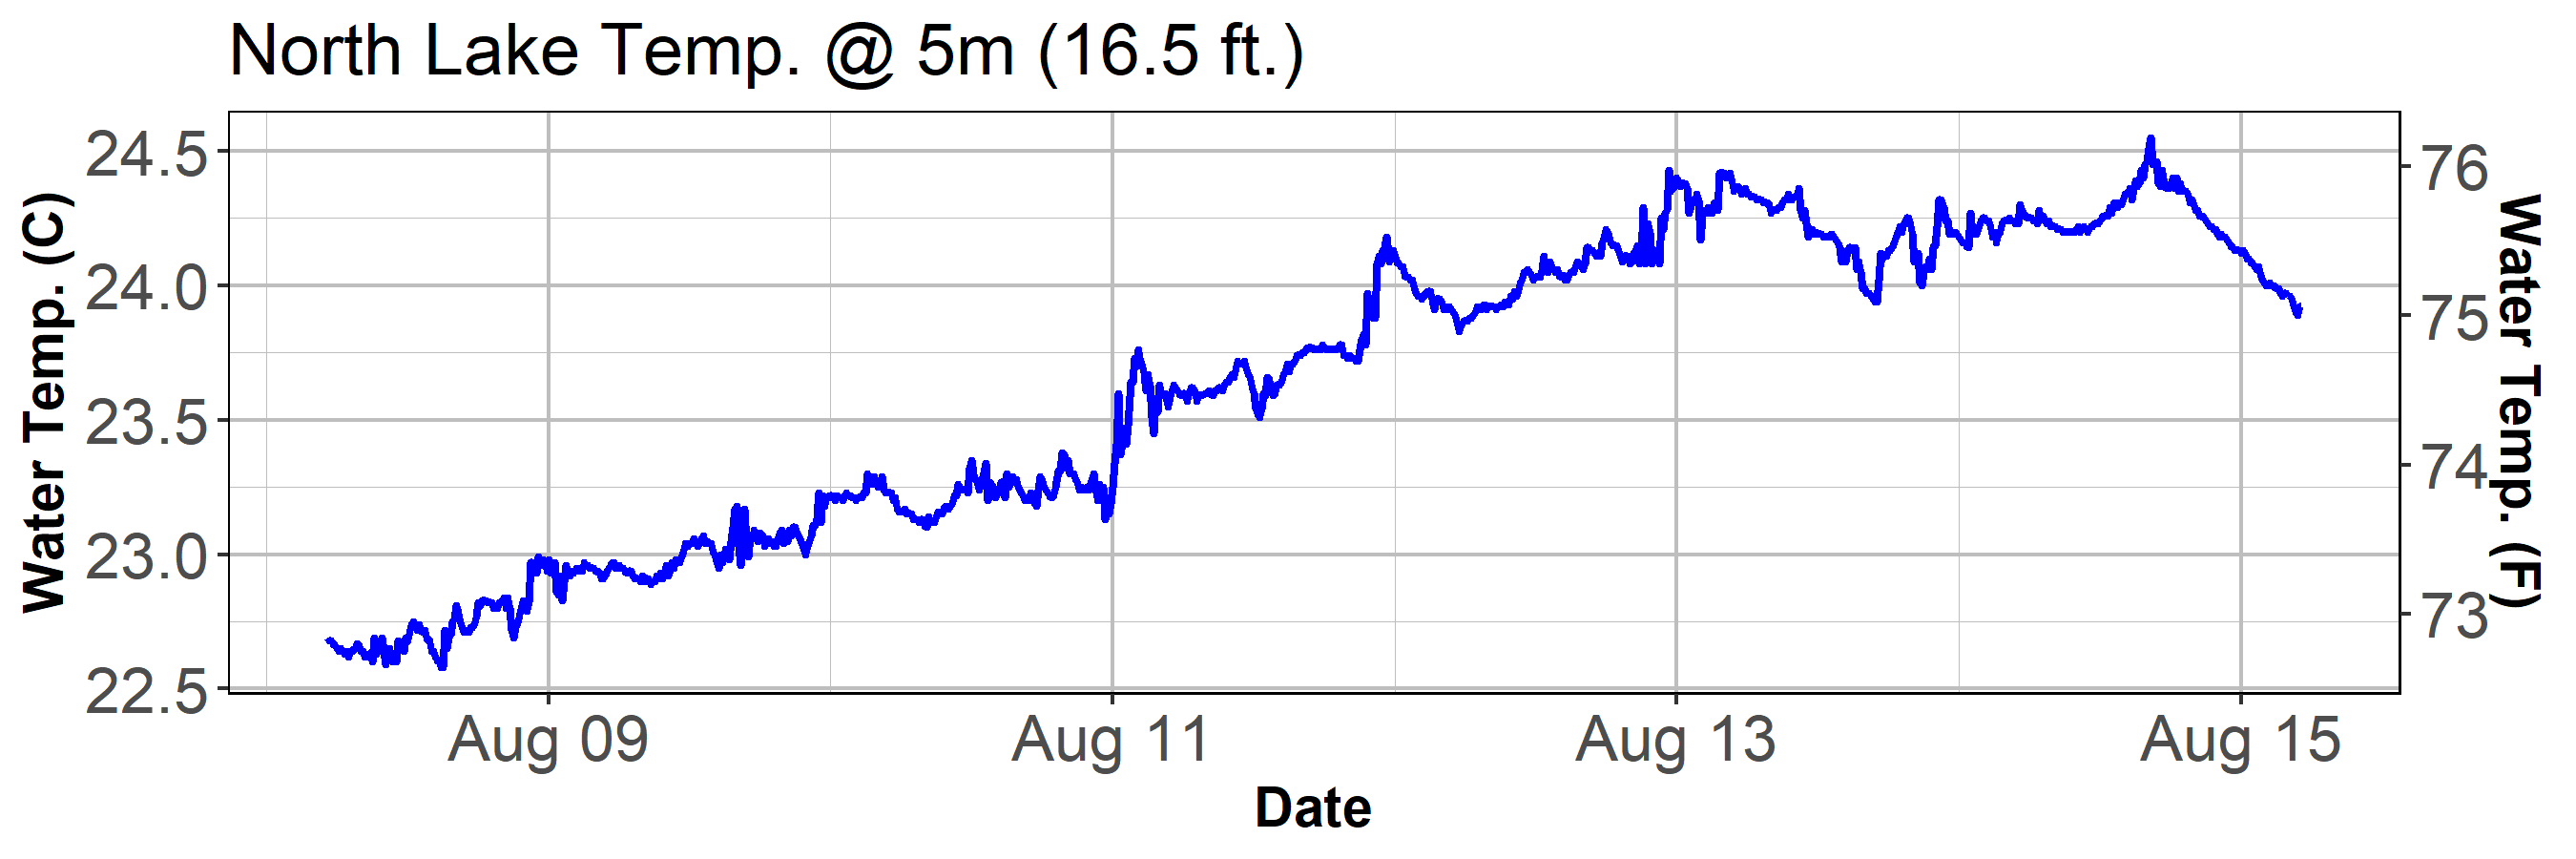 North Lake Temp. @ 5m (16.5 ft.)
Water Temp. (C)
24.5
24.0
23.5
23.0
22.5
76
75
74
73
Water Temp. (F)
Aug 09 Aug 11 Aug 13 Aug 15
Date